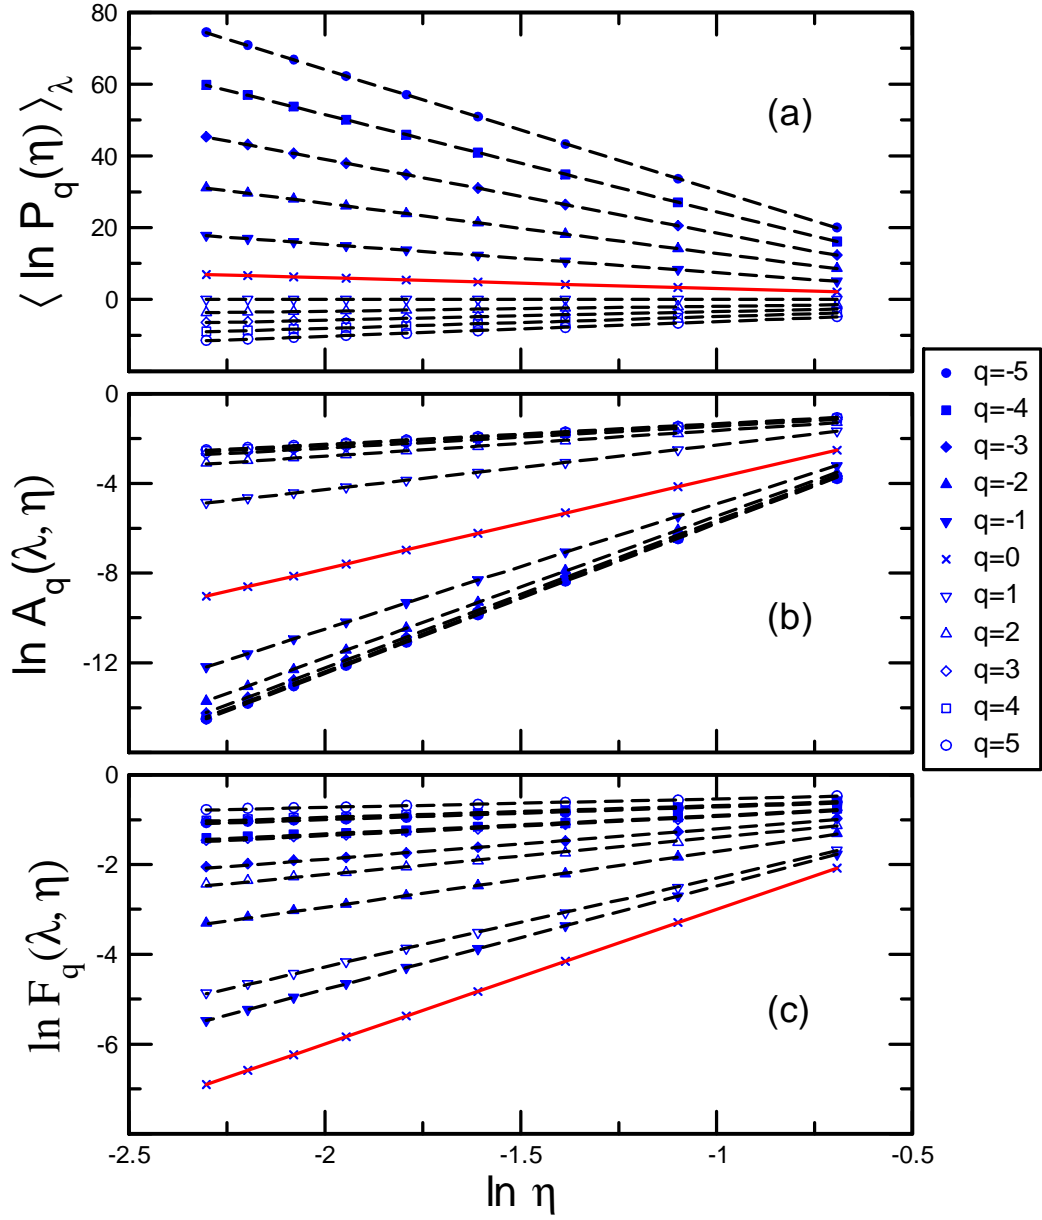 80
60
40
20
0
⟨ ln P_q(η) ⟩_λ
(a)
0
-4
-8
-12
ln A_q(λ, η)
(b)
0
-2
-4
-6
ln F_q(λ, η)
(c)
-2.5
-2
-1.5
-1
-0.5
ln η
q=-5
q=-4
q=-3
q=-2
q=-1
q=0
q=1
q=2
q=3
q=4
q=5